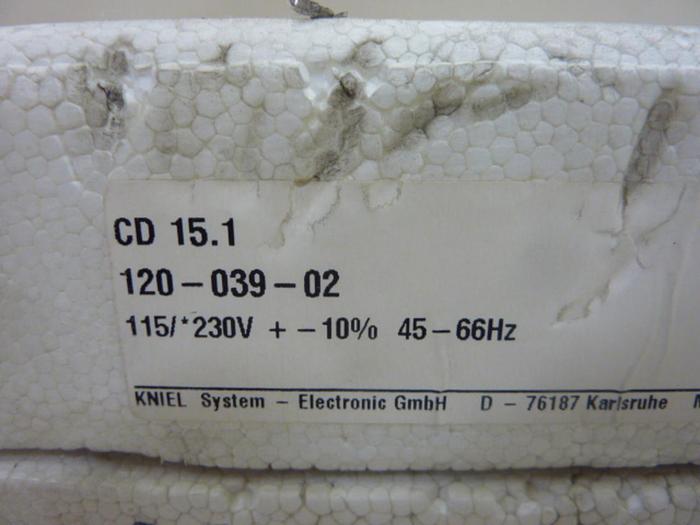 CD 15.1
120-039-02
115/*230V + -10% 45-66Hz
KNIEL System - Electronic GmbH D - 76187 Karlsruhe